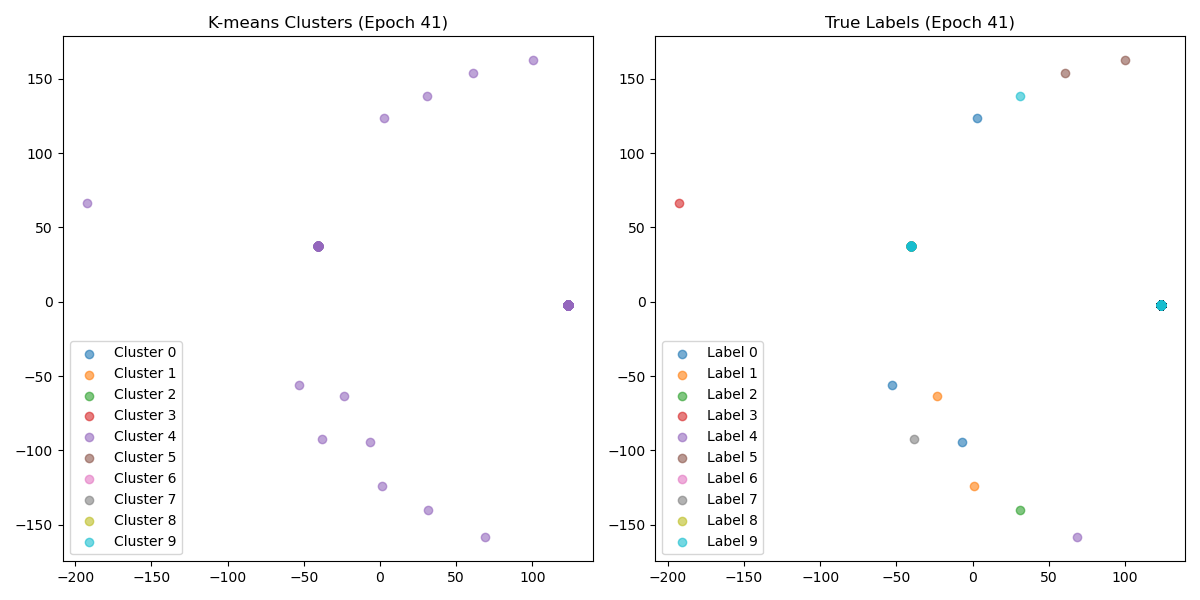 K-means Clusters (Epoch 41)
150
100
50
0
−50
−100
−150
−200
−150
−100
−50
0
50
100
Cluster 0
Cluster 1
Cluster 2
Cluster 3
Cluster 4
Cluster 5
Cluster 6
Cluster 7
Cluster 8
Cluster 9
True Labels (Epoch 41)
150
100
50
0
−50
−100
−150
−200
−150
−100
−50
0
50
100
Label 0
Label 1
Label 2
Label 3
Label 4
Label 5
Label 6
Label 7
Label 8
Label 9